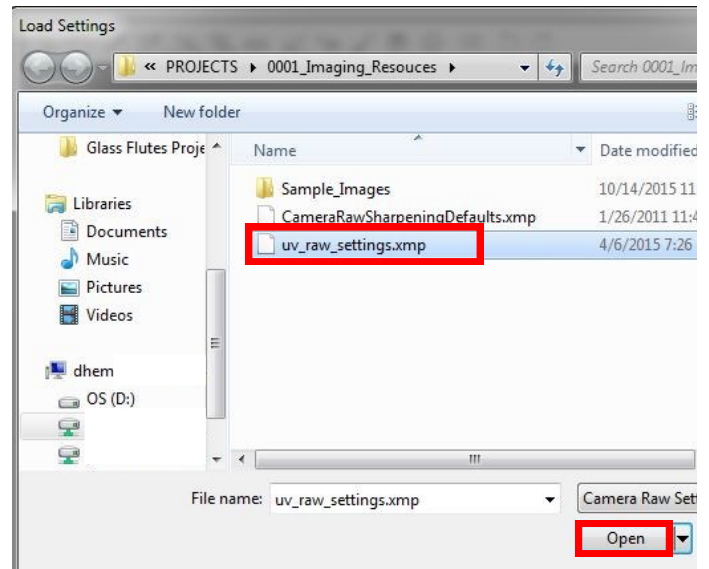 Load Settings
« PROJECTS ▸ 0001_Imaging_Resouces ▸ Search 0001_Im
Organize ▾ New folder
Glass Flutes Proje
Name Date modified
Sample_Images 10/14/2015 11
Libraries
CameraRawSharpeningDefaults.xmp 1/26/2011 11:4
Documents
uv_raw_settings.xmp 4/6/2015 7:26
Music
Pictures
Videos
dhem
OS (D:)
File name: uv_raw_settings.xmp Camera Raw Set
Open